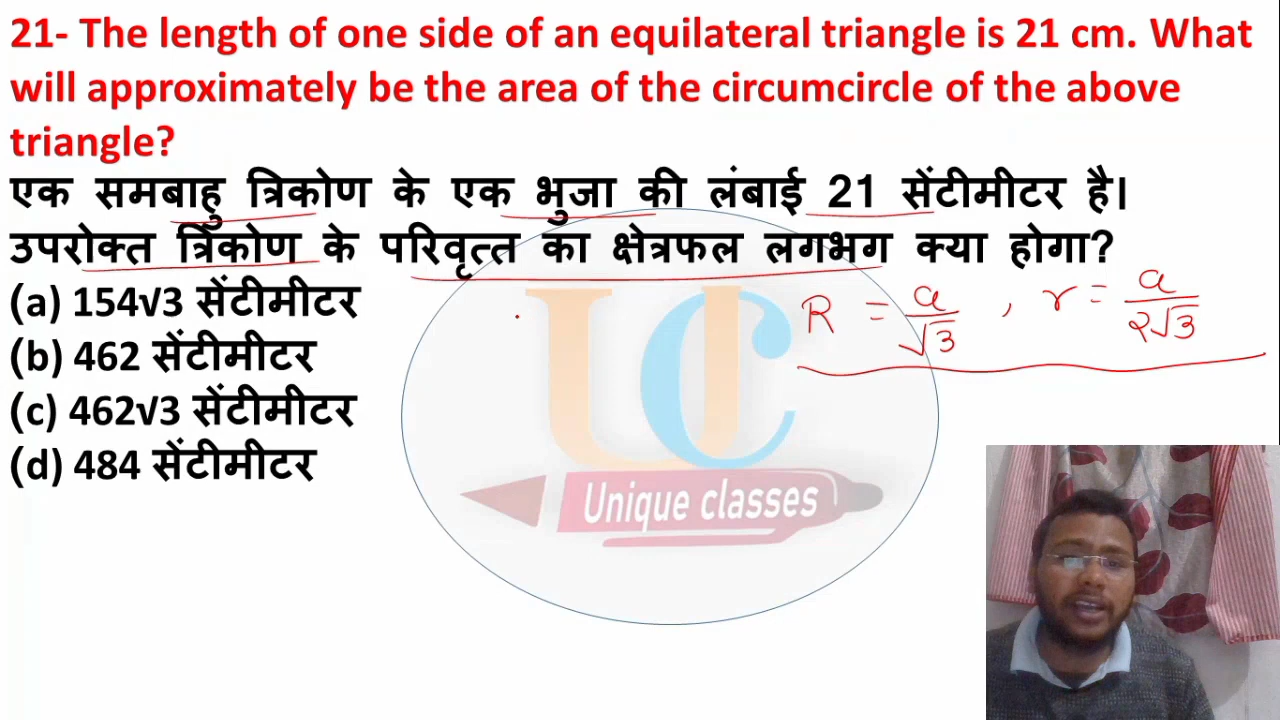 21- The length of one side of an equilateral triangle is 21 cm. What
will approximately be the area of the circumcircle of the above
triangle?
एक समबाहु त्रिकोण के एक भुजा की लंबाई 21 सेंटीमीटर है।
उपरोक्त त्रिकोण के परिवृत्त का क्षेत्रफल लगभग क्या होगा?
(a) 154√3 सेंटीमीटर
R = a/√3 , r = a/2√3
(b) 462 सेंटीमीटर
(c) 462√3 सेंटीमीटर
(d) 484 सेंटीमीटर
UC
Unique classes